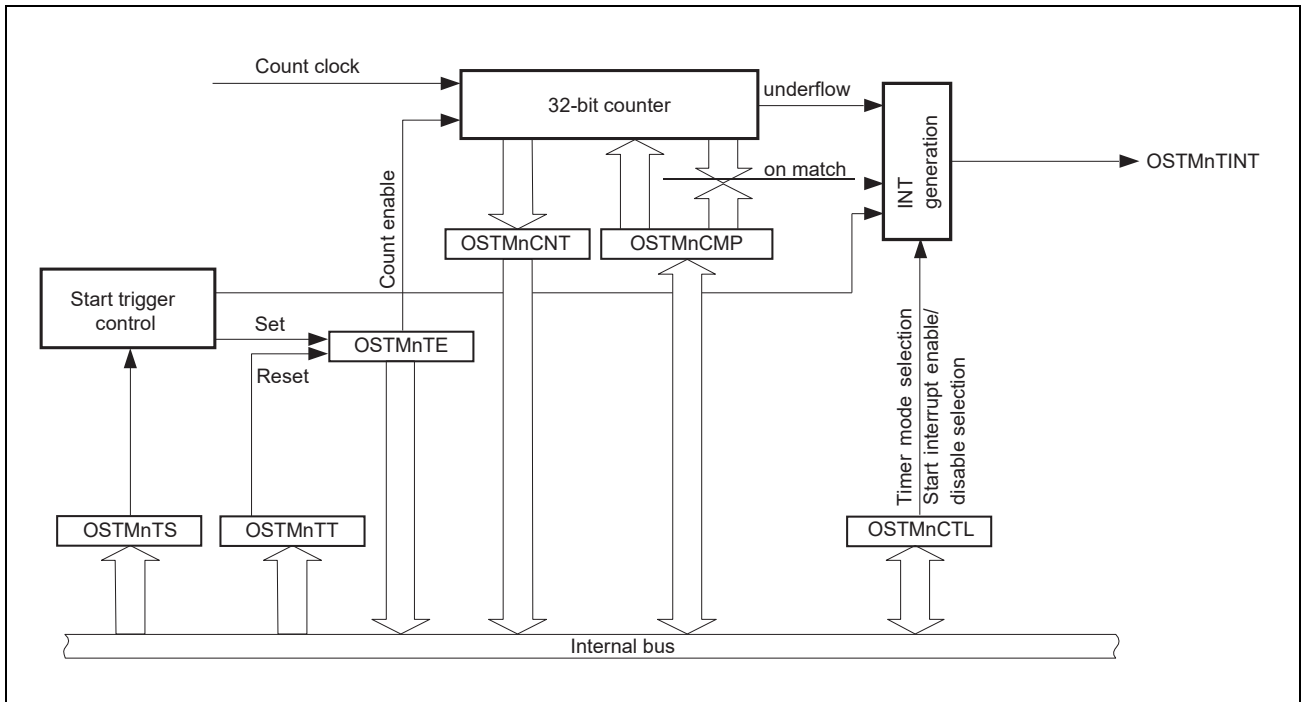 Count clock
32-bit counter
underflow
INT
generation
OSTMnTINT
on match
Count enable
OSTMnCNT
OSTMnCMP
Start trigger
control
Set
OSTMnTE
Reset
Timer mode selection
Start interrupt enable/
disable selection
OSTMnTS
OSTMnTT
OSTMnCTL
Internal bus